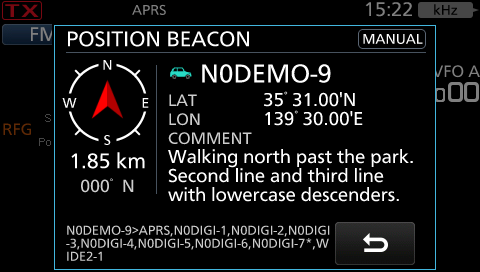 TX APRS 15:22 kHz
FM
POSITION BEACON MANUAL
N
W E
S
1.85 km
000° N
N0DEMO-9
LAT 35° 31.00'N
LON 139° 30.00'E
COMMENT
Walking north past the park.
Second line and third line
with lowercase descenders.
N0DEMO-9>APRS,N0DIGI-1,N0DIGI-2,N0DIGI
-3,N0DIGI-4,N0DIGI-5,N0DIGI-6,N0DIGI-7*,W
IDE2-1
VFO A
00
RFG
S
Po